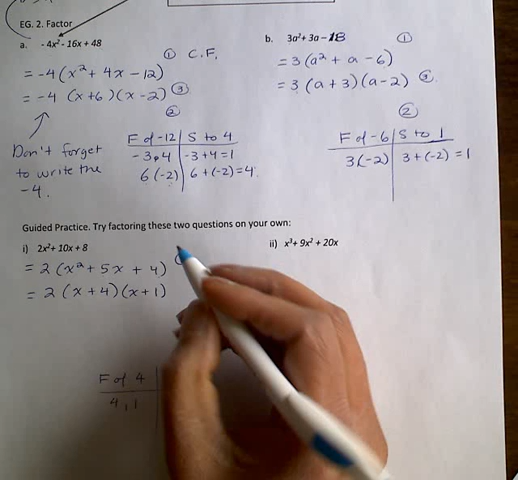 EG. 2. Factor
a. - 4x² - 16x + 48
① C.F.
= -4(x² + 4x - 12)
= -4 (x+6)(x-2) ③
②
Don't forget
to write the
-4.
F of -12 | S to 4
-3,4 | -3+4=1
6(-2) | 6+(-2)=4.
b. 3a² + 3a - 18
①
= 3(a² + a - 6)
= 3(a+3)(a-2) ③
②
F of -6 | S to 1
3(-2) | 3+(-2)=1
Guided Practice. Try factoring these two questions on your own:
i) 2x² + 10x + 8
= 2(x² + 5x + 4)
= 2(x+4)(x+1)
F of 4
4,1
ii) x³ + 9x² + 20x